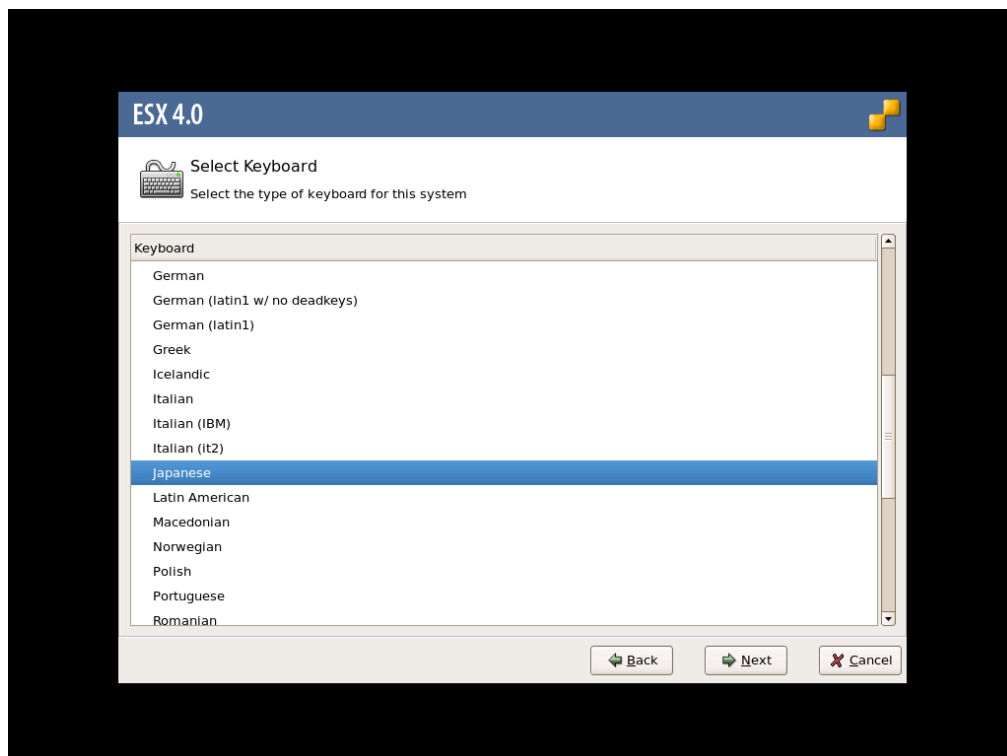 ESX 4.0
Select Keyboard
Select the type of keyboard for this system
Keyboard
German
German (latin1 w/ no deadkeys)
German (latin1)
Greek
Icelandic
Italian
Italian (IBM)
Italian (it2)
Japanese
Latin American
Macedonian
Norwegian
Polish
Portuguese
Romanian
Back Next Cancel